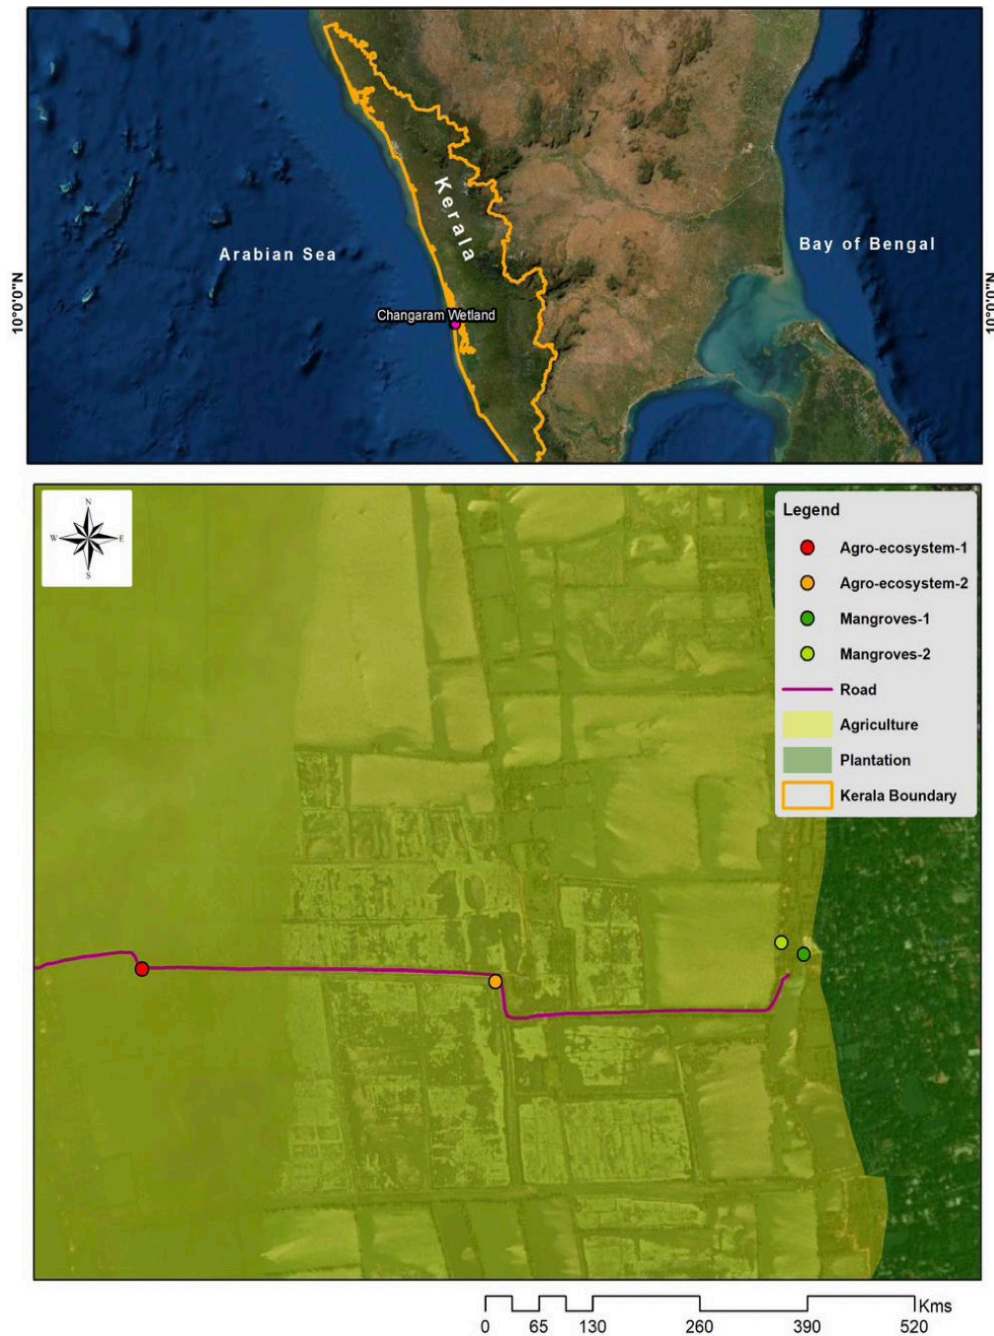 10°0'0"N
Arabian Sea
Kerala
Bay of Bengal
10°0'0"N
Changaram Wetland
N
W
E
S
Legend
Agro-ecosystem-1
Agro-ecosystem-2
Mangroves-1
Mangroves-2
Road
Agriculture
Plantation
Kerala Boundary
Kms
0 65 130 260 390 520